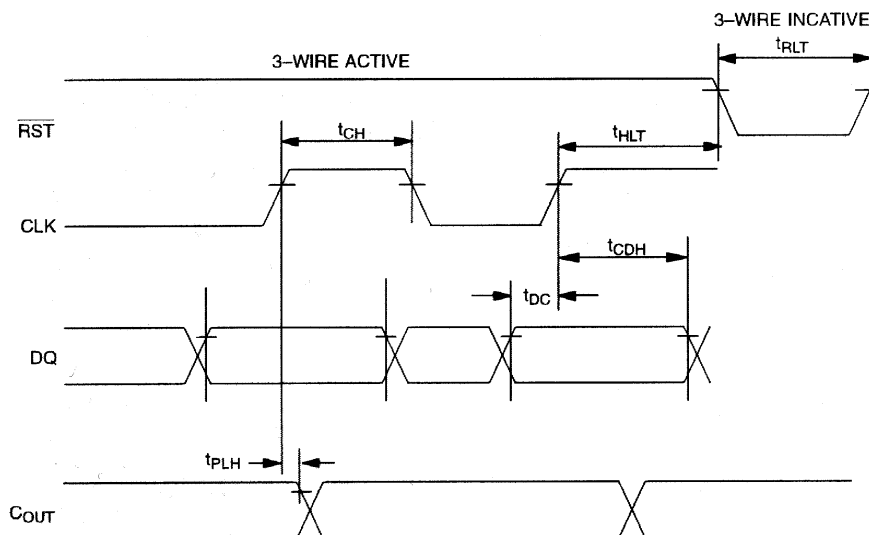 3–WIRE INCATIVE
3–WIRE ACTIVE
tRLT
RST
tCH
tHLT
CLK
tCDH
tDC
DQ
tPLH
COUT